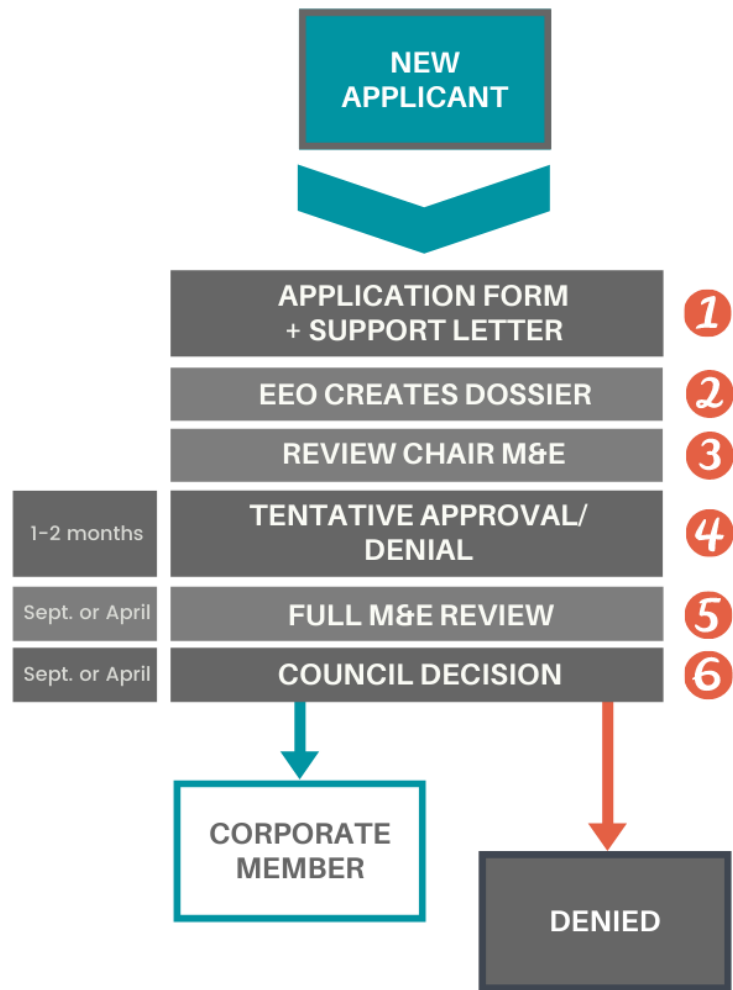 NEW
APPLICANT
APPLICATION FORM
+ SUPPORT LETTER
1
EEO CREATES DOSSIER
2
REVIEW CHAIR M&E
3
1-2 months
TENTATIVE APPROVAL/
DENIAL
4
Sept. or April
FULL M&E REVIEW
5
Sept. or April
COUNCIL DECISION
6
CORPORATE
MEMBER
DENIED